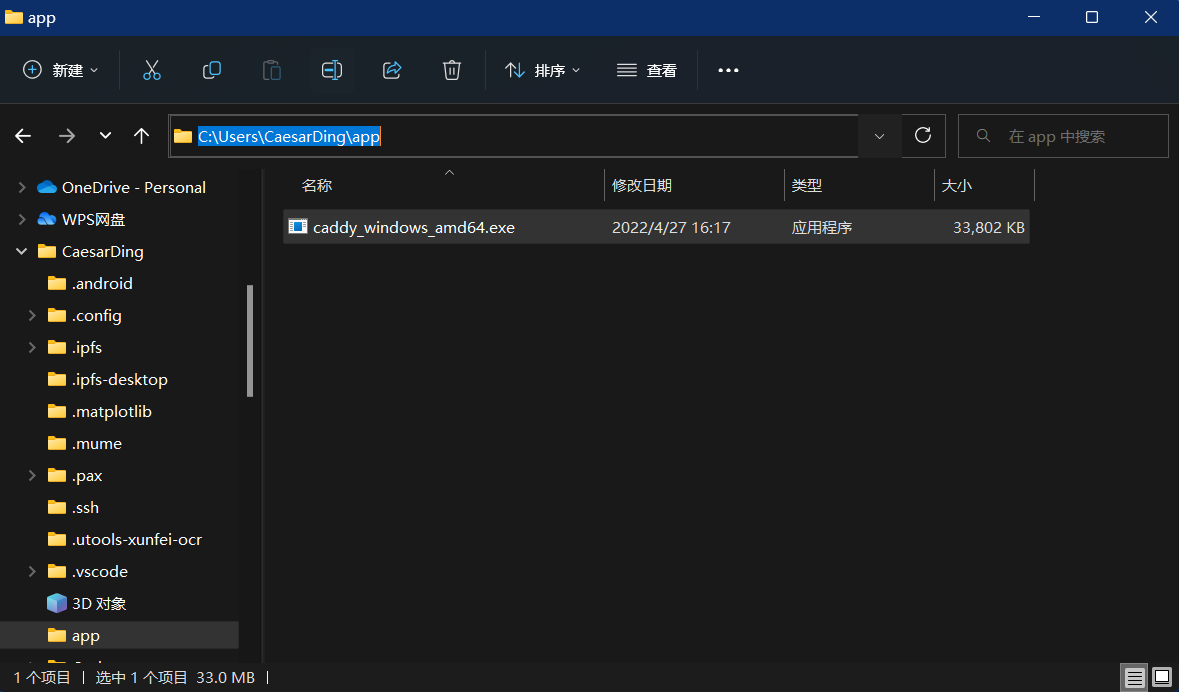 app
新建
排序
查看
C:\Users\CaesarDing\app
在 app 中搜索
名称
修改日期
类型
大小
OneDrive - Personal
caddy_windows_amd64.exe
2022/4/27 16:17
应用程序
33,802 KB
WPS网盘
CaesarDing
.android
.config
.ipfs
.ipfs-desktop
.matplotlib
.mume
.pax
.ssh
.utools-xunfei-ocr
.vscode
3D 对象
app
1 个项目
选中 1 个项目 33.0 MB